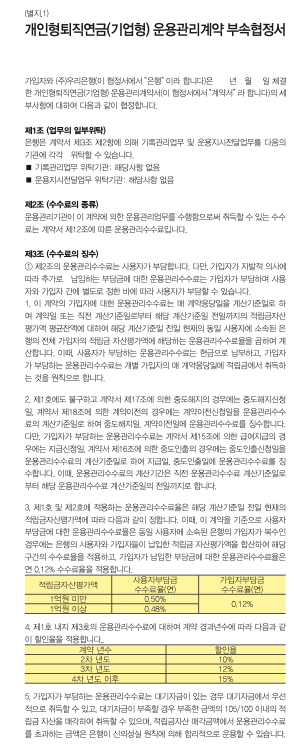 (별지.1)
개인형퇴직연금(기업형) 운용관리계약 부속협정서
가입자와 (주)우리은행(이 협정서에서 "은행" 이라 합니다)은 년 월 일 체결
한 개인형퇴직연금(기업형) 운용관리계약서(이 협정서에서 "계약서" 라 합니다)의 세
부사항에 대하여 다음과 같이 협정합니다.
제1조 (업무의 일부위탁)
은행은 계약서 제3조 제2항에 의해 기록관리업무 및 운용지시전달업무를 다음의
기관에 각각 위탁할 수 있습니다.
■ 기록관리업무 위탁기관: 해당사항 없음
■ 운용지시전달업무 위탁기관: 해당사항 없음
제2조 (수수료의 종류)
운용관리기관이 이 계약에 의한 운용관리업무를 수행함으로써 취득할 수 있는 수수
료는 계약서 제12조에 따른 운용관리수수료입니다.
제3조 (수수료의 징수)
① 제2조의 운용관리수수료는 사용자가 부담합니다. 다만, 가입자가 자발적 의사에
따라 추가로 납입하는 부담금에 대한 운용관리수수료는 가입자가 부담하며 사용
자와 가입자 간에 별도로 정한 바에 따라 사용자가 부담할 수 있습니다.
1. 이 계약의 가입자에 대한 운용관리수수료는 매 계약응당일을 계산기준일로 하
여 계약일 또는 직전 계산기준일로부터 해당 계산기준일 전일까지의 적립금자산
평가액 평균잔액에 대하여 해당 계산기준일 전일 현재의 동일 사용자에 소속된 은
행의 전체 가입자의 적립금 자산평가액에 해당하는 운용관리수수료율을 곱하여 계
산합니다. 이때, 사용자가 부담하는 운용관리수수료는 현금으로 납부하고, 가입자
가 부담하는 운용관리수수료는 개별 가입자의 매 계약응당일에 적립금에서 취득하
는 것을 원칙으로 합니다.
2. 제1호에도 불구하고 계약서 제17조에 의한 중도해지의 경우에는 중도해지신청
일, 계약서 제18조에 의한 계약이전의 경우에는 계약이전신청일을 운용관리수수
료의 계산기준일로 하여 중도해지일, 계약이전일에 운용관리수수료를 징수합니다.
다만, 가입자가 부담하는 운용관리수수료는 계약서 제15조에 의한 급여지급의 경
우에는 지급신청일, 계약서 제16조에 의한 중도인출의 경우에는 중도인출신청일을
운용관리수수료의 계산기준일로 하여 지급일, 중도인출일에 운용관리수수료를 징
수합니다. 이때, 운용관리수수료의 계산기간은 직전 운용관리수수료 계산기준일로
부터 해당 운용관리수수료 계산기준일의 전일까지로 합니다.
3. 제1호 및 제2호에 적용하는 운용관리수수료율은 해당 계산기준일 전일 현재의
적립금자산평가액에 따라 다음과 같이 정합니다. 이때, 이 계약을 기준으로 사용자
부담금에 대한 운용관리수수료율은 동일 사용자에 소속된 은행의 가입자가 복수인
경우에는 은행의 사용자와 가입자들이 납입한 적립금 자산평가액을 합산하여 해당
구간의 수수료율을 적용하고, 가입자가 납입한 부담금에 대한 운용관리수수료율은
연 0.12% 수수료율을 적용합니다.
적립금자산평가액 사용자부담금 수수료율(연) 가입자부담금 수수료율(연)
1억원 미만 0.50% 0.12%
1억원 이상 0.48%
4. 제1호 내지 제3호의 운용관리수수료에 대하여 계약 경과년수에 따라 다음과 같
이 할인율을 적용합니다.
계약 년수 할인율
2차 년도 10%
3차 년도 12%
4차 년도 이후 15%
5. 가입자가 부담하는 운용관리수수료는 대기자금이 있는 경우 대기자금에서 우선
적으로 취득할 수 있고, 대기자금이 부족할 경우 부족한 금액의 105/100 이내의 적
립금 자산을 매각하여 취득할 수 있으며, 적립금자산 매각금액에서 운용관리수수료
를 초과하는 금액은 은행이 신의성실 원칙에 의해 합리적으로 운용할 수 있습니다.